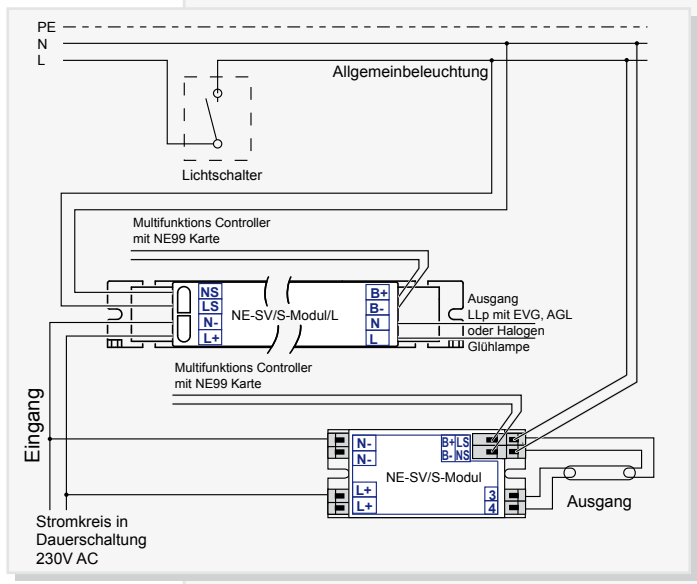 PE
N
L
Allgemeinbeleuchtung
Lichtschalter
Multifunktions Controller
mit NE99 Karte
NS
LS
N-
L+
NE-SV/S-Modul/L
B+
B-
N
L
Ausgang
LLp mit EVG, AGL
oder Halogen
Glühlampe
Multifunktions Controller
mit NE99 Karte
Eingang
N-
N-
L+
L+
B+ LS
B- NS
NE-SV/S-Modul
3
4
Ausgang
Stromkreis in
Dauerschaltung
230V AC